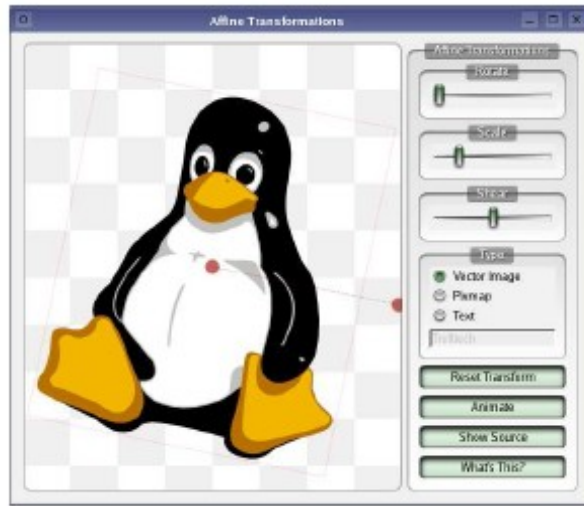 Affine Transformations
Affine Transformations
Rotate
Scale
Shear
Type
Vector Image
Pixmap
Text
Trolltech
Reset Transform
Animate
Show Source
What's This?